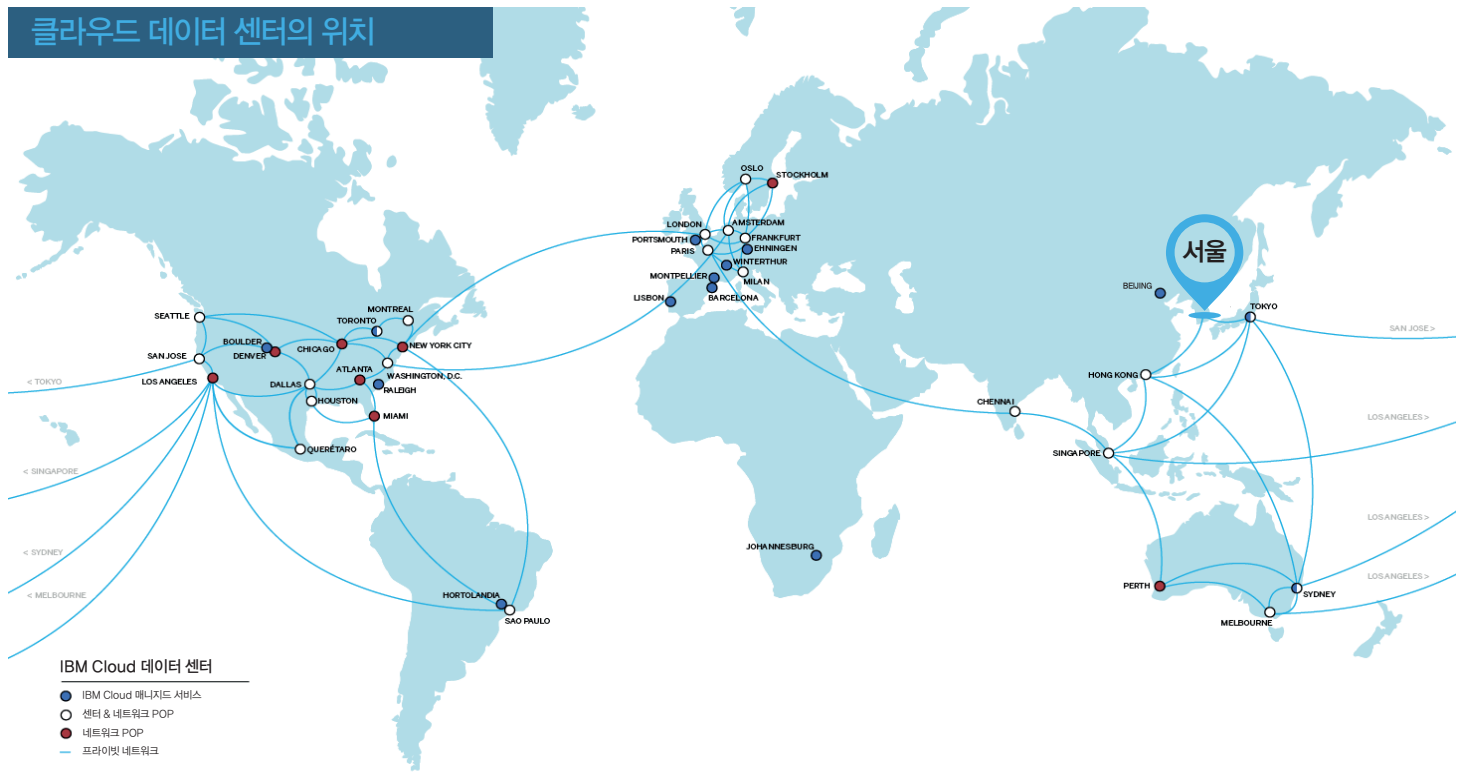 클라우드 데이터 센터의 위치
OSLO
STOCKHOLM
LONDON
AMSTERDAM
PORTSMOUTH
FRANKFURT
PARIS
EHNINGEN
WINTERTHUR
MONTPELLIER
MILAN
LISBON
BARCELONA
서울
BEIJING
TOKYO
SAN JOSE >
MONTREAL
SEATTLE
TORONTO
BOULDER
NEW YORK CITY
CHICAGO
SAN JOSE
DENVER
ATLANTA
WASHINGTON, D.C.
LOS ANGELES
< TOKYO
DALLAS
RALEIGH
HOUSTON
MIAMI
QUERÉTARO
HONG KONG
CHENNAI
LOS ANGELES >
SINGAPORE
< SINGAPORE
LOS ANGELES >
JOHANNESBURG
< SYDNEY
LOS ANGELES >
PERTH
< MELBOURNE
HORTOLANDIA
SYDNEY
SAO PAULO
MELBOURNE
IBM Cloud 데이터 센터
IBM Cloud 매니지드 서비스
센터 & 네트워크 POP
네트워크 POP
프라이빗 네트워크